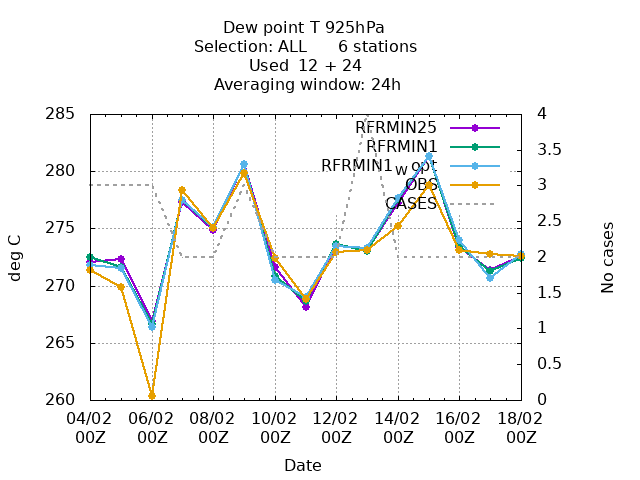 Dew point T 925hPa
Selection: ALL 6 stations
Used 12 + 24
Averaging window: 24h
285
280
275
270
265
260
deg C
4
3.5
3
2.5
2
1.5
1
0.5
0
No cases
RFRMIN25
RFRMIN1
RFRMIN1wopt
OBS
CASES
04/02 06/02 08/02 10/02 12/02 14/02 16/02 18/02
00Z 00Z 00Z 00Z 00Z 00Z 00Z 00Z
Date